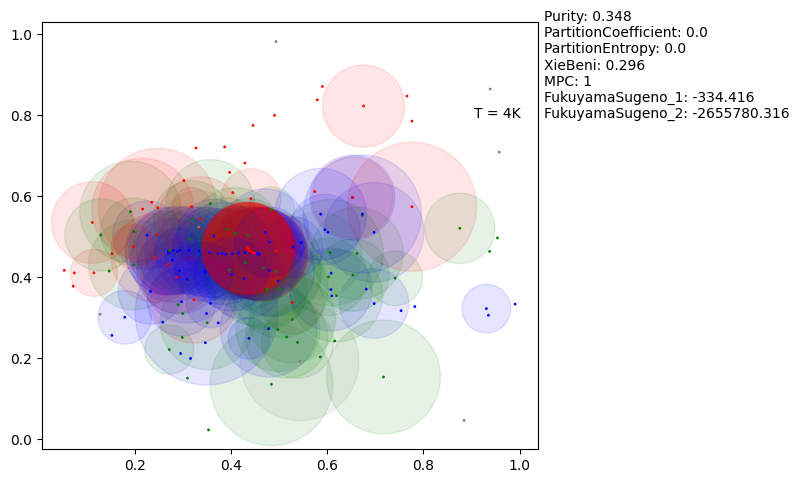 Purity: 0.348
PartitionCoefficient: 0.0
PartitionEntropy: 0.0
XieBeni: 0.296
MPC: 1
FukuyamaSugeno_1: -334.416
FukuyamaSugeno_2: -2655780.316
T = 4K
1.0
0.8
0.6
0.4
0.2
0.0
0.2 0.4 0.6 0.8 1.0